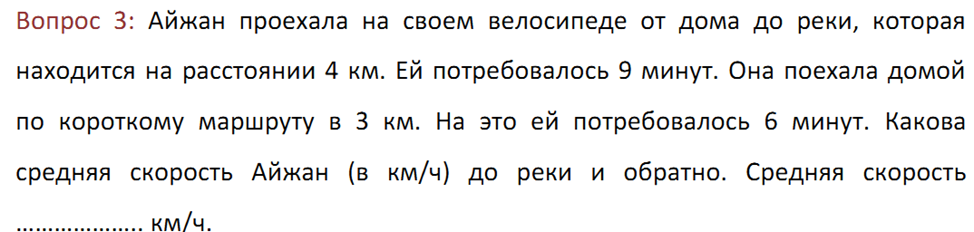 Вопрос 3: Айжан проехала на своем велосипеде от дома до реки, которая
находится на расстоянии 4 км. Ей потребовалось 9 минут. Она поехала домой
по короткому маршруту в 3 км. На это ей потребовалось 6 минут. Какова
средняя скорость Айжан (в км/ч) до реки и обратно. Средняя скорость
……………….. км/ч.